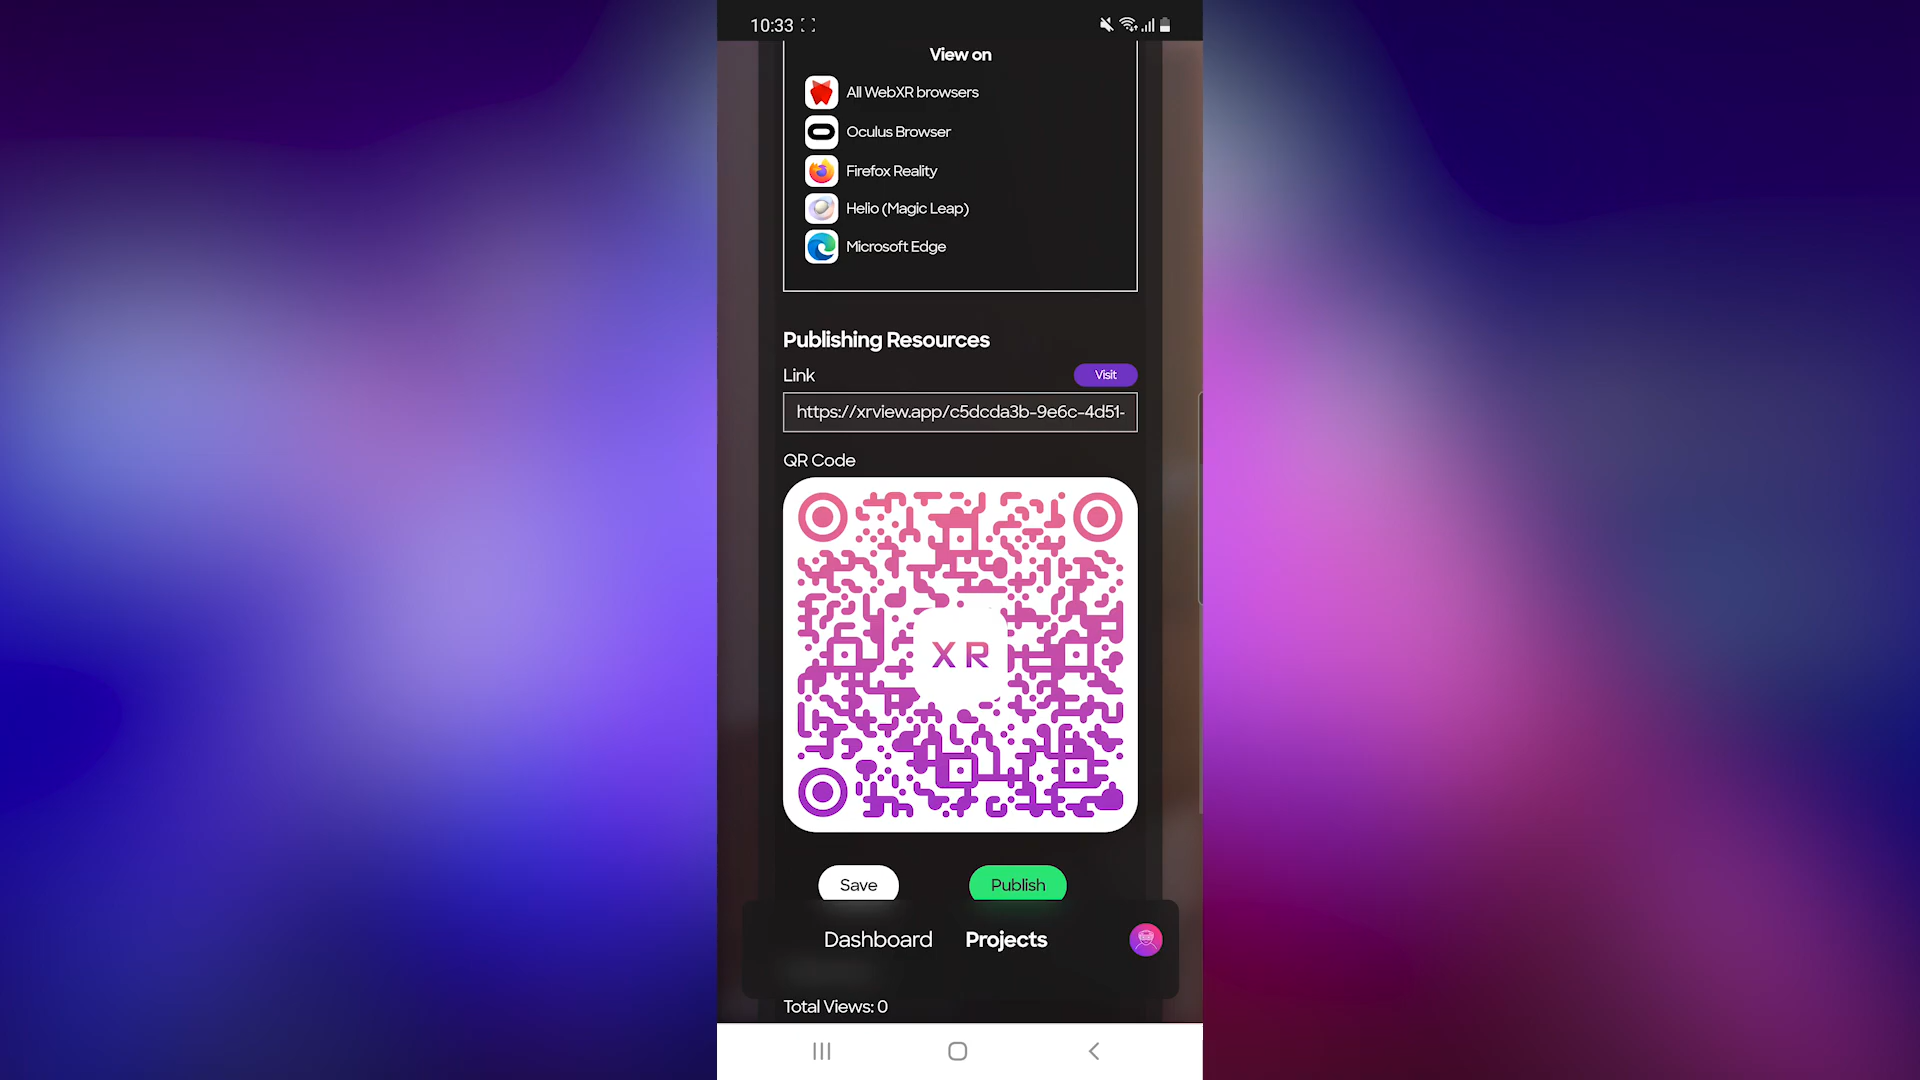 10:33
View on
All WebXR browsers
Oculus Browser
Firefox Reality
Helio (Magic Leap)
Microsoft Edge
Publishing Resources
Link
Visit
https://xrview.app/c5dcda3b-9e6c-4d51-
QR Code
XR
Save
Publish
Dashboard
Projects
Total Views: 0